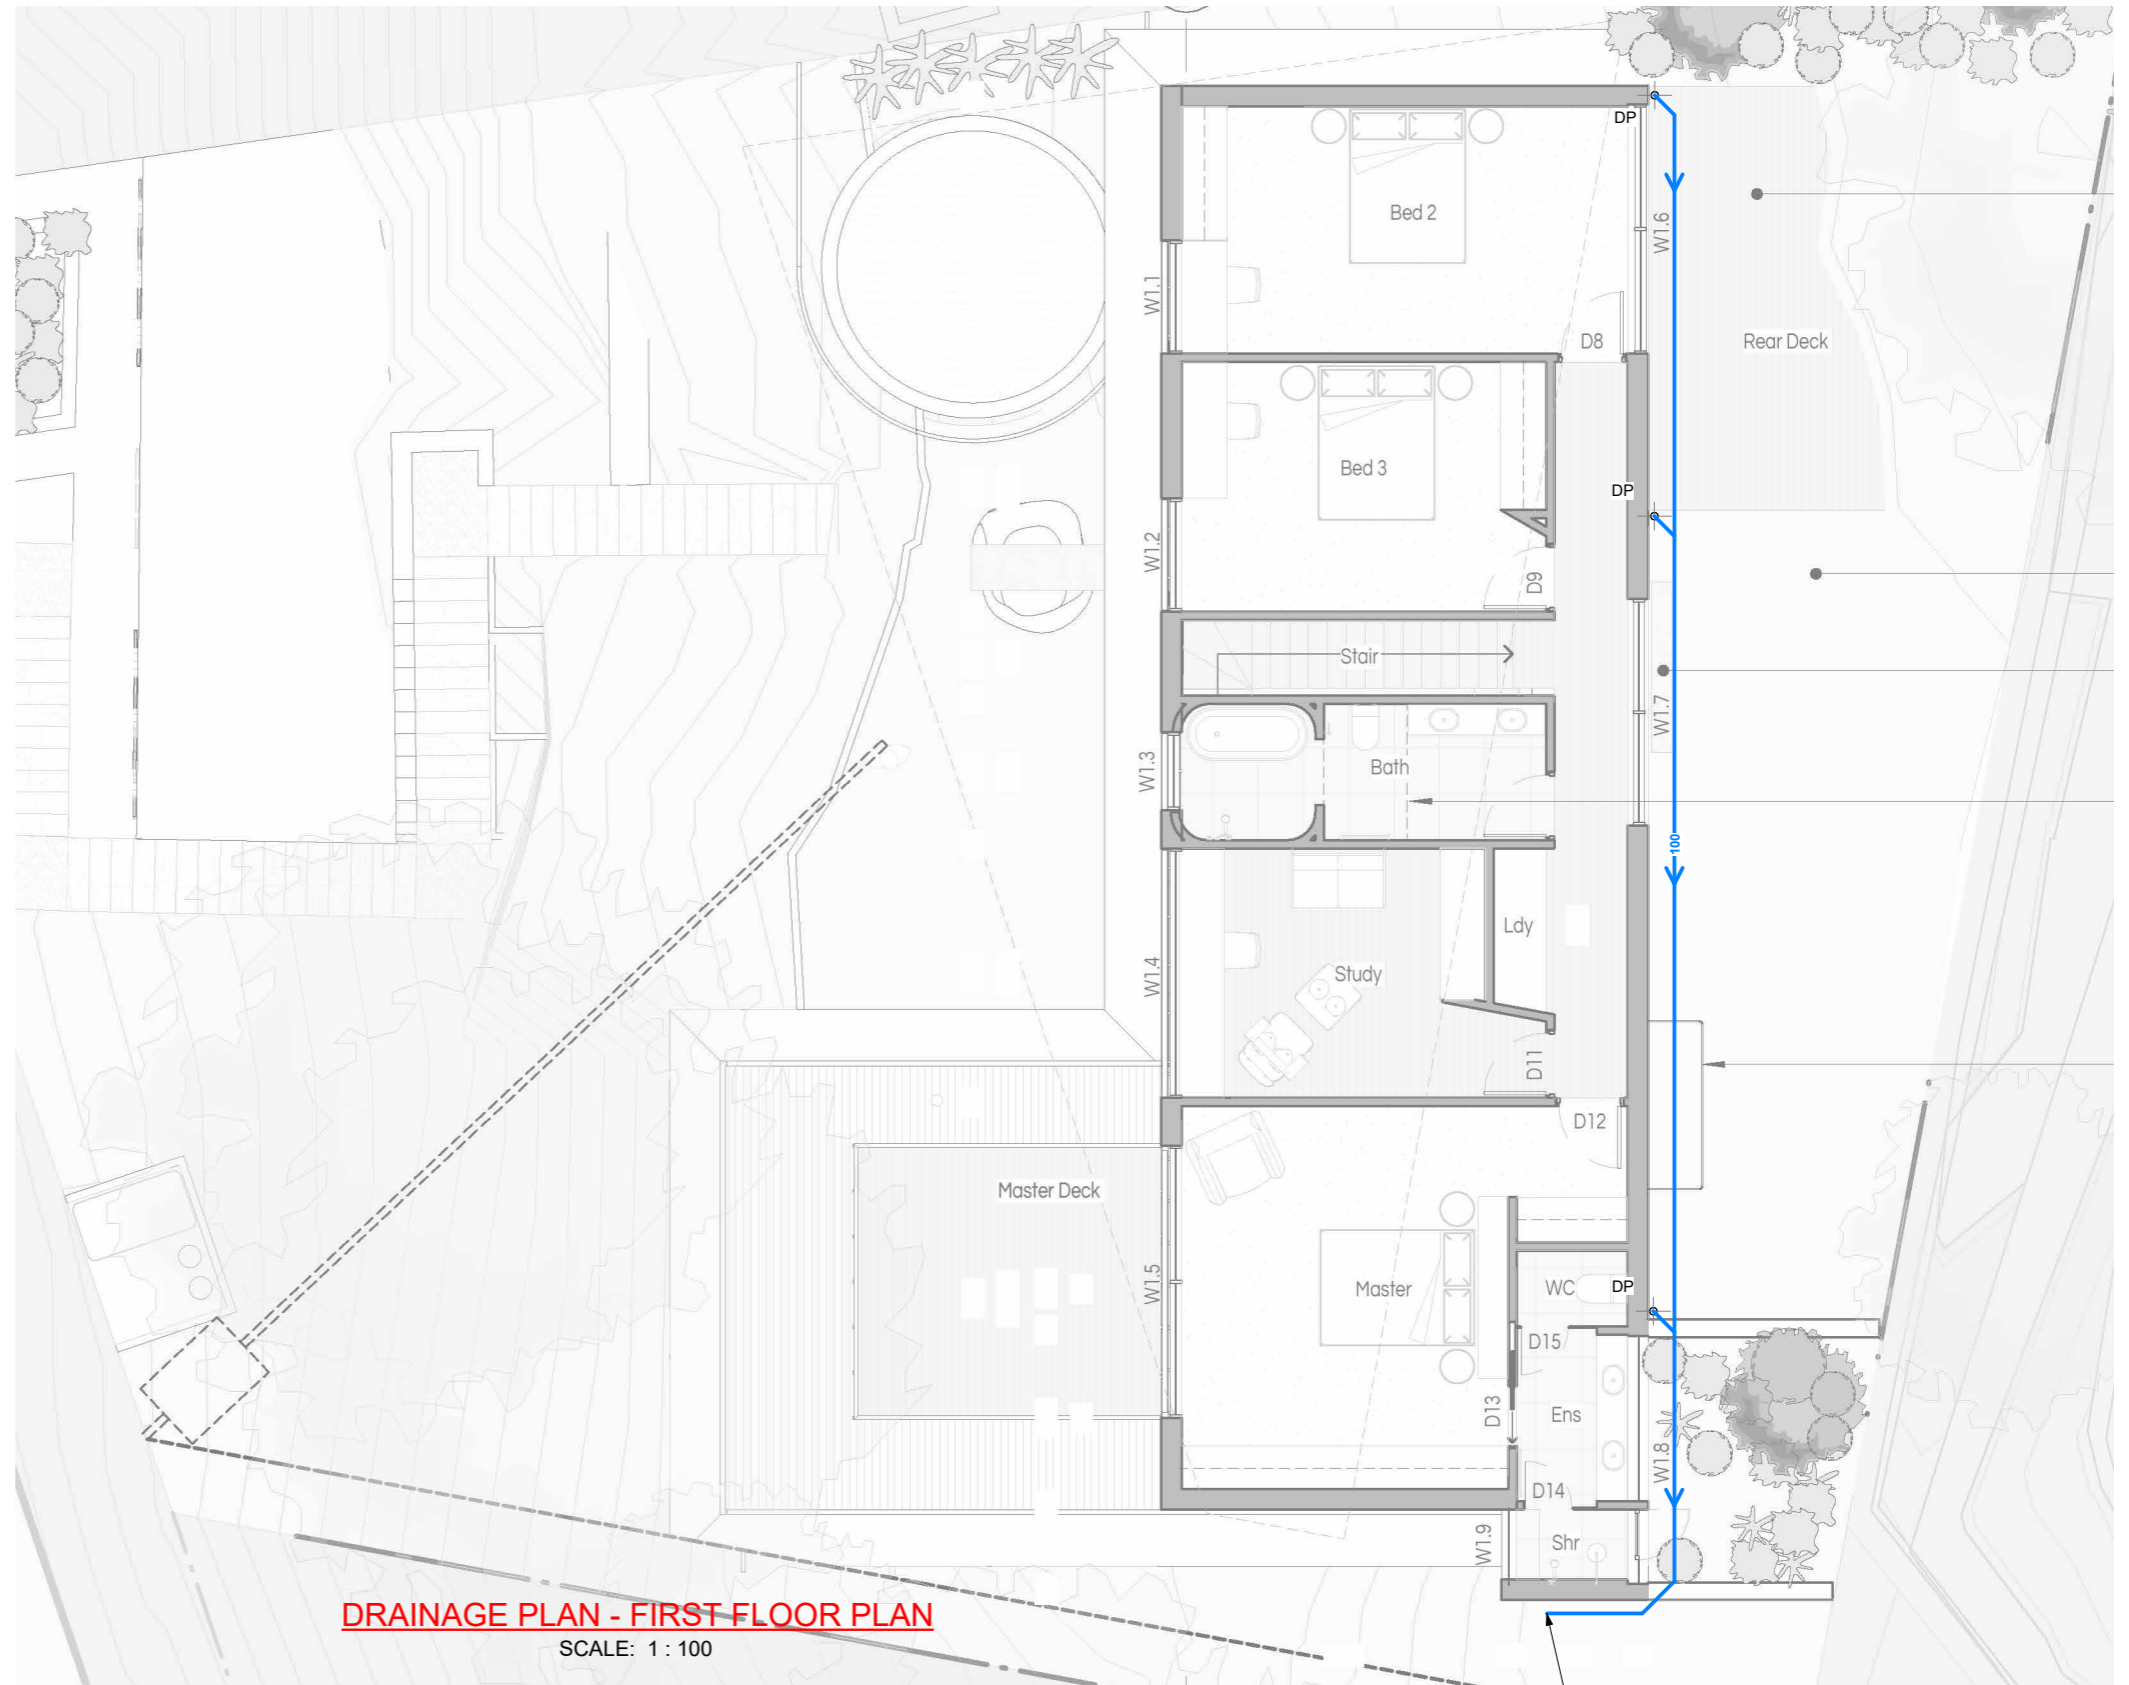 DP
Bed 2
W1.6
W1.1
D8
Rear Deck
Bed 3
DP
W1.2
D9
Stair
W1.7
W1.3
Bath
100
Ldy
W1.4
Study
D11
D12
Master Deck
W1.5
Master
WC
DP
D15
D13
Ens
W1.8
D14
W1.9
Shr
DRAINAGE PLAN - FIRST FLOOR PLAN
SCALE: 1 : 100